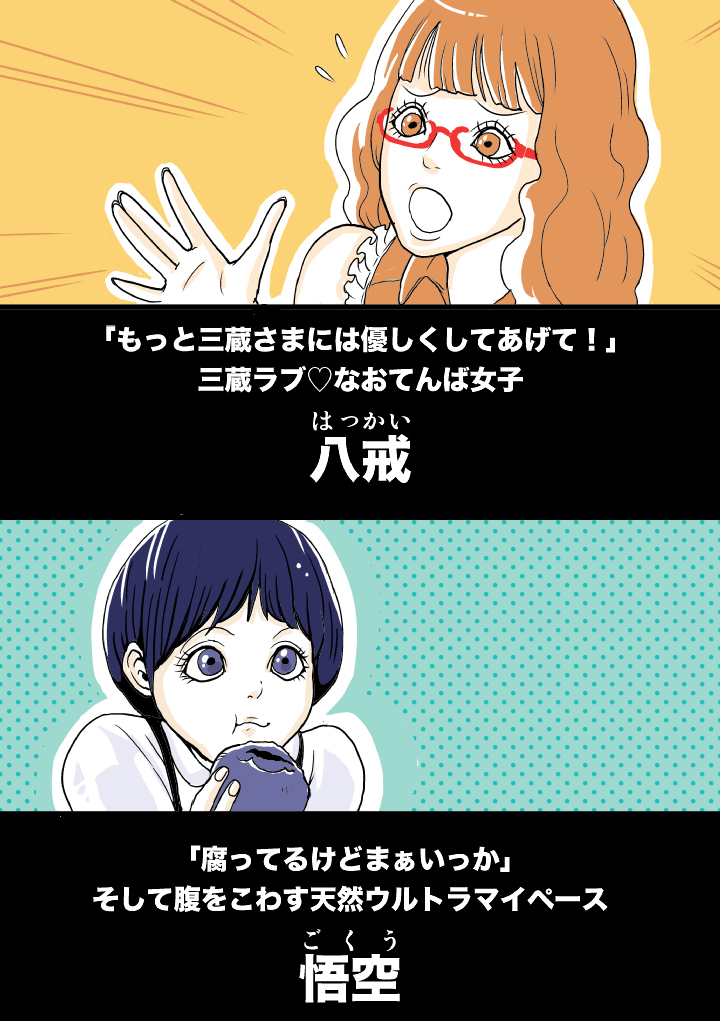 「もっと三蔵さまには優しくしてあげて！」
三蔵ラブ♡なおてんば女子
はっかい
八戒
「腐ってるけどまぁいっか」
そして腹をこわす天然ウルトラマイペース
ごくう
悟空